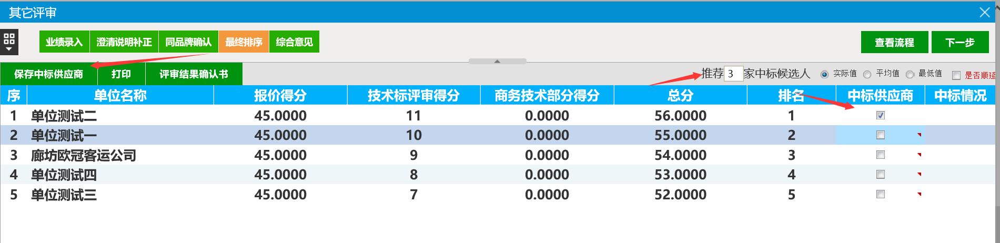 其它评审
业绩录入 澄清说明补正 同品牌确认 最终排序 综合意见 查看流程 下一步
保存中标供应商 打印 评审结果确认书 推荐 3 家中标候选人 实际值 平均值 最低值 是否顺延
序 单位名称 报价得分 技术标评审得分 商务技术部分得分 总分 排名 中标供应商 中标情况
1 单位测试二 45.0000 11 0.0000 56.0000 1
2 单位测试一 45.0000 10 0.0000 55.0000 2
3 廊坊欧冠客运公司 45.0000 9 0.0000 54.0000 3
4 单位测试四 45.0000 8 0.0000 53.0000 4
5 单位测试三 45.0000 7 0.0000 52.0000 5